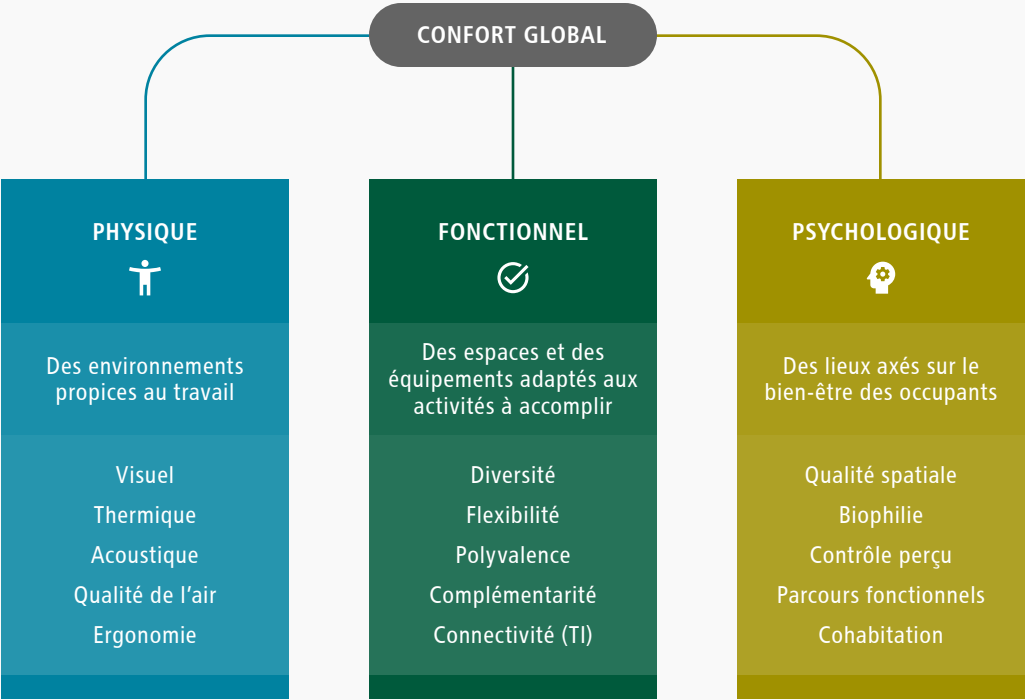 CONFORT GLOBAL
PHYSIQUE
Des environnements
propices au travail
Visuel
Thermique
Acoustique
Qualité de l’air
Ergonomie
FONCTIONNEL
Des espaces et des
équipements adaptés aux
activités à accomplir
Diversité
Flexibilité
Polyvalence
Complémentarité
Connectivité (TI)
PSYCHOLOGIQUE
Des lieux axés sur le
bien-être des occupants
Qualité spatiale
Biophilie
Contrôle perçu
Parcours fonctionnels
Cohabitation